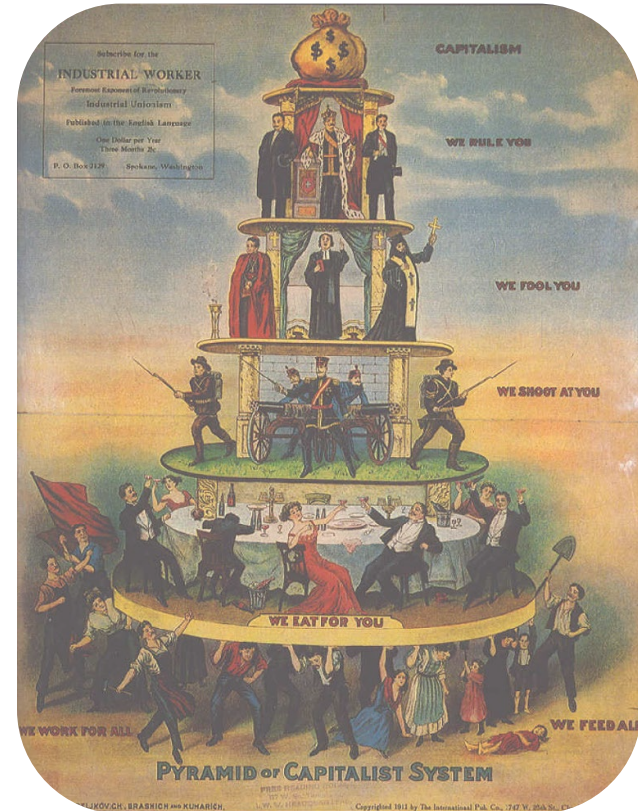 Subscribe for the
INDUSTRIAL WORKER
Foremost Exponent of Revolutionary
Industrial Unionism
Published in the English Language
One Dollar per Year
Three Months 25c
P. O. Box 2129 Spokane, Washington
CAPITALISM
WE RULE YOU
WE FOOL YOU
WE SHOOT AT YOU
WE EAT FOR YOU
WE WORK FOR ALL
WE FEED ALL
PYRAMID OF CAPITALIST SYSTEM
BRASHICH AND KUHARICH.
Copyrighted 1911 by The International Pub. Co.,